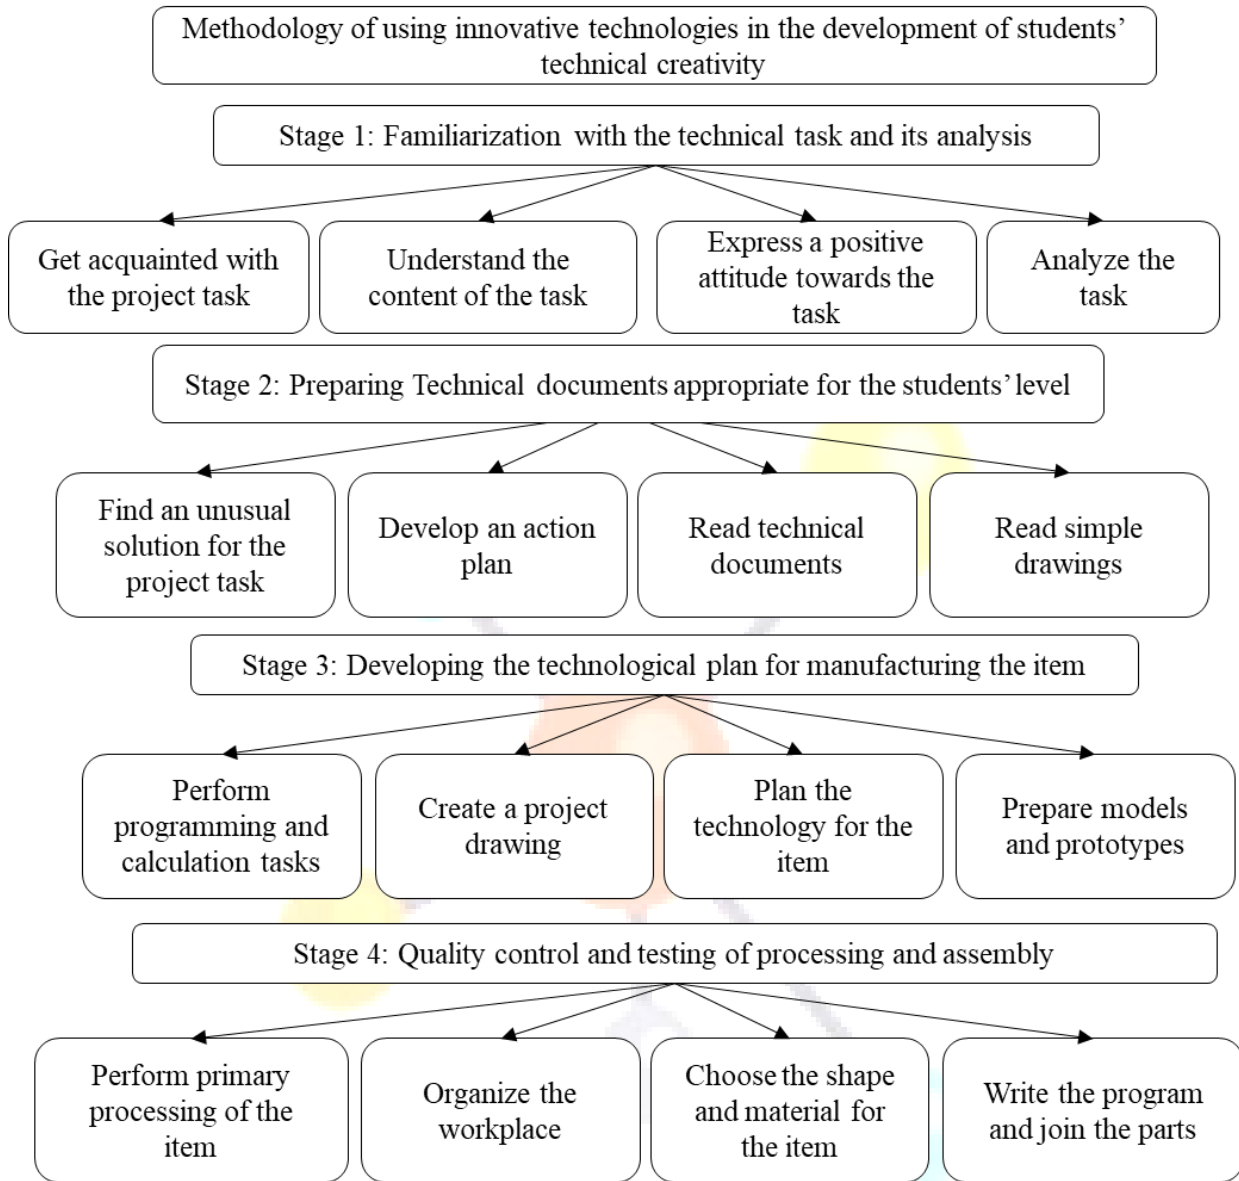 Methodology of using innovative technologies in the development of students’
technical creativity
Stage 1: Familiarization with the technical task and its analysis
Get acquainted with
the project task
Understand the
content of the task
Express a positive
attitude towards the
task
Analyze the
task
Stage 2: Preparing Technical documents appropriate for the students’ level
Find an unusual
solution for the
project task
Develop an action
plan
Read technical
documents
Read simple
drawings
Stage 3: Developing the technological plan for manufacturing the item
Perform
programming and
calculation tasks
Create a project
drawing
Plan the
technology for the
item
Prepare models
and prototypes
Stage 4: Quality control and testing of processing and assembly
Perform primary
processing of the
item
Organize the
workplace
Choose the shape
and material for
the item
Write the program
and join the parts